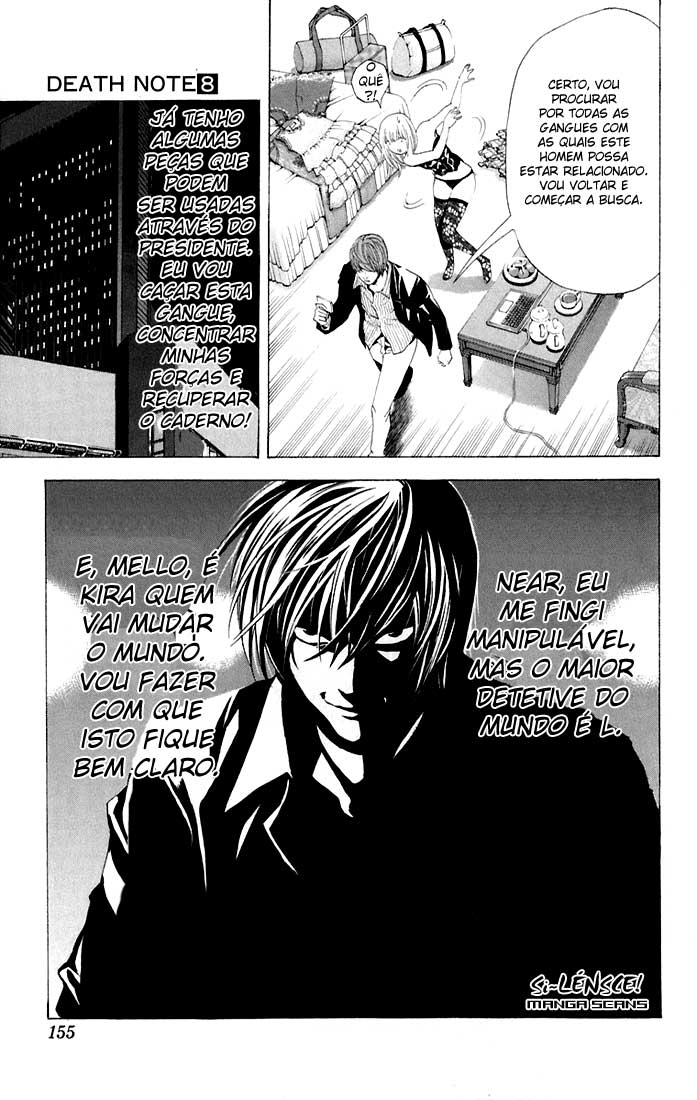 DEATH NOTE 8
CERTO, VOU
PROCURAR
POR TODAS AS
GANGUES COM
AS QUAIS ESTE
HOMEM POSSA
ESTAR RELACIONADO.
VOU VOLTAR E
COMEÇAR A BUSCA.
O
QUÊ
?!
JÁ TENHO
ALGUMAS
PEÇAS QUE
PODEM
SER USADAS
ATRAVÉS DO
PRESIDENTE.
EU VOU
CAÇAR ESTA
GANGUE,
CONCENTRAR
MINHAS
FORÇAS E
RECUPERAR
O CADERNO!
NEAR, EU
ME FINGI
MANIPULÁVEL,
MAS O MAIOR
DETETIVE DO
MUNDO É L.
E, MELLO, É
KIRA QUEM
VAI MUDAR
O MUNDO.
VOU FAZER
COM QUE
ISTO FIQUE
BEM CLARO.
Si~LÉNSCE!
MANGA SCANS
155